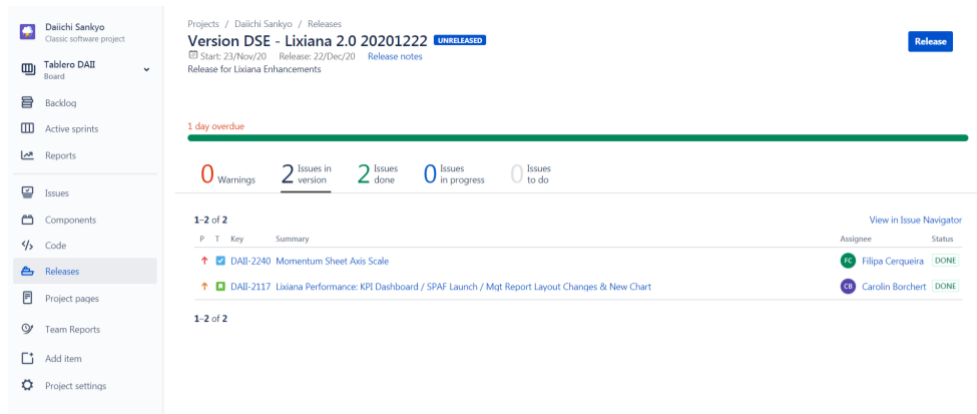 Daiichi Sankyo
Classic software project
Tablero DAII
Board
Backlog
Active sprints
Reports
Issues
Components
Code
Releases
Project pages
Team Reports
Add item
Project settings
Projects / Daiichi Sankyo / Releases
Version DSE - Lixiana 2.0 20201222 UNRELEASED
Release
Start: 23/Nov/20 Release: 22/Dec/20 Release notes
Release for Lixiana Enhancements
1 day overdue
0 Warnings 2 Issues in version 2 Issues done 0 Issues in progress 0 Issues to do
1–2 of 2 View in Issue Navigator
P T Key Summary Assignee Status
DAII-2240 Momentum Sheet Axis Scale FC Filipa Cerqueira DONE
DAII-2117 Lixiana Performance: KPI Dashboard / SPAF Launch / Mgt Report Layout Changes & New Chart CB Carolin Borchert DONE
1–2 of 2